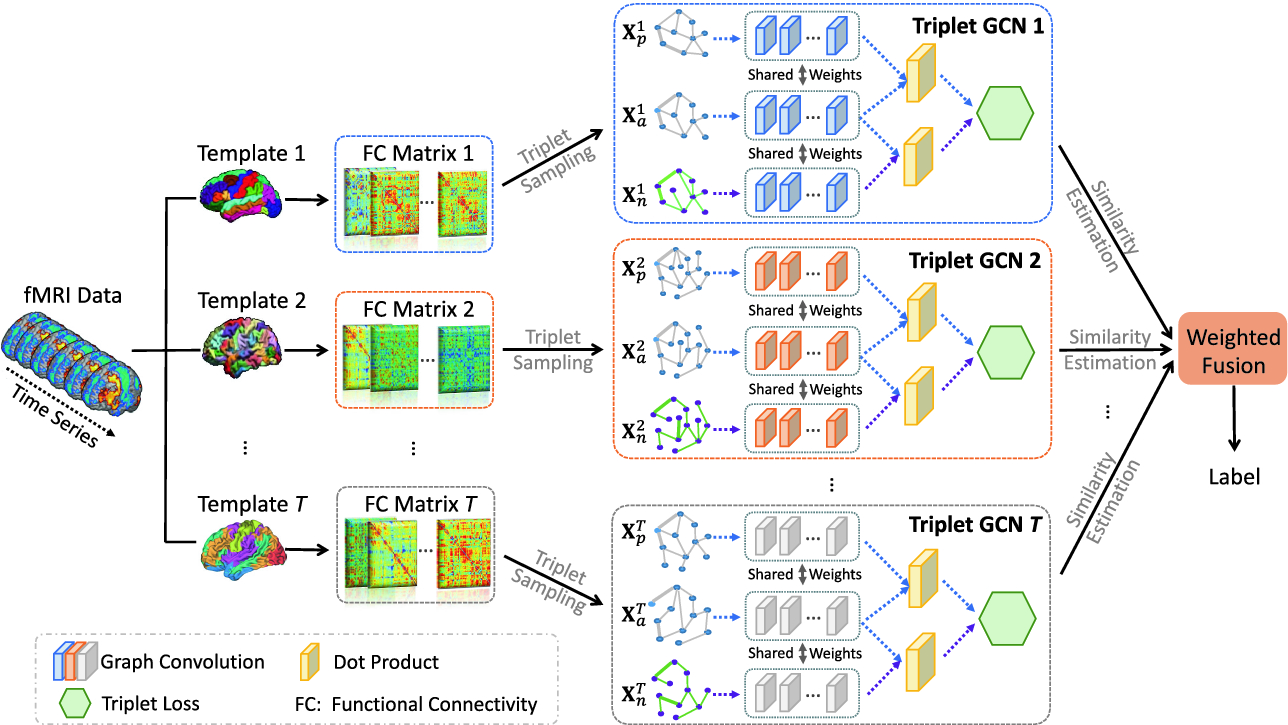 fMRI Data
Time Series
Template 1
Template 2
⋮
Template T
FC Matrix 1
...
FC Matrix 2
...
⋮
FC Matrix T
...
Triplet
Sampling
Triplet
Sampling
Triplet
Sampling
Triplet GCN 1
X_p^1
...
Shared Weights
X_a^1
...
Shared Weights
X_n^1
...
Triplet GCN 2
X_p^2
...
Shared Weights
X_a^2
...
Shared Weights
X_n^2
...
⋮
Triplet GCN T
X_p^T
...
Shared Weights
X_a^T
...
Shared Weights
X_n^T
...
Similarity
Estimation
Similarity
Estimation
⋮
Similarity
Estimation
Weighted
Fusion
Label
Graph Convolution
Dot Product
Triplet Loss
FC: Functional Connectivity